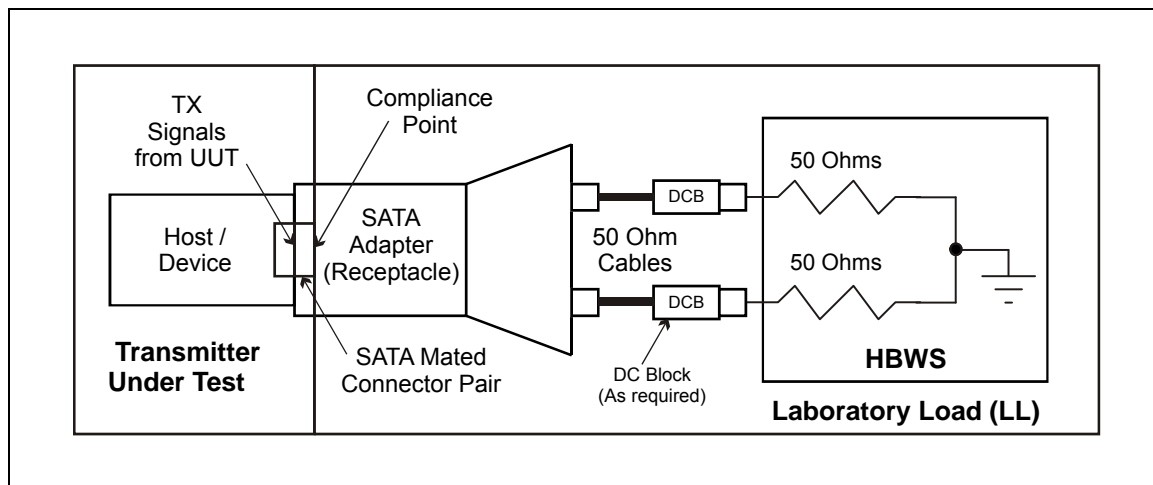 TX
Signals
from UUT
Compliance
Point
Host /
Device
SATA
Adapter
(Receptacle)
Transmitter
Under Test
SATA Mated
Connector Pair
50 Ohm
Cables
DCB
DCB
DC Block
(As required)
50 Ohms
50 Ohms
HBWS
Laboratory Load (LL)